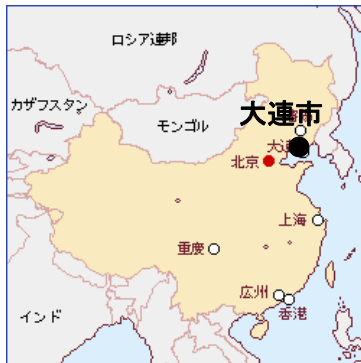 ロシア連邦
カザフスタン
モンゴル
大連市
大連
北京
上海
重慶
広州
香港
インド